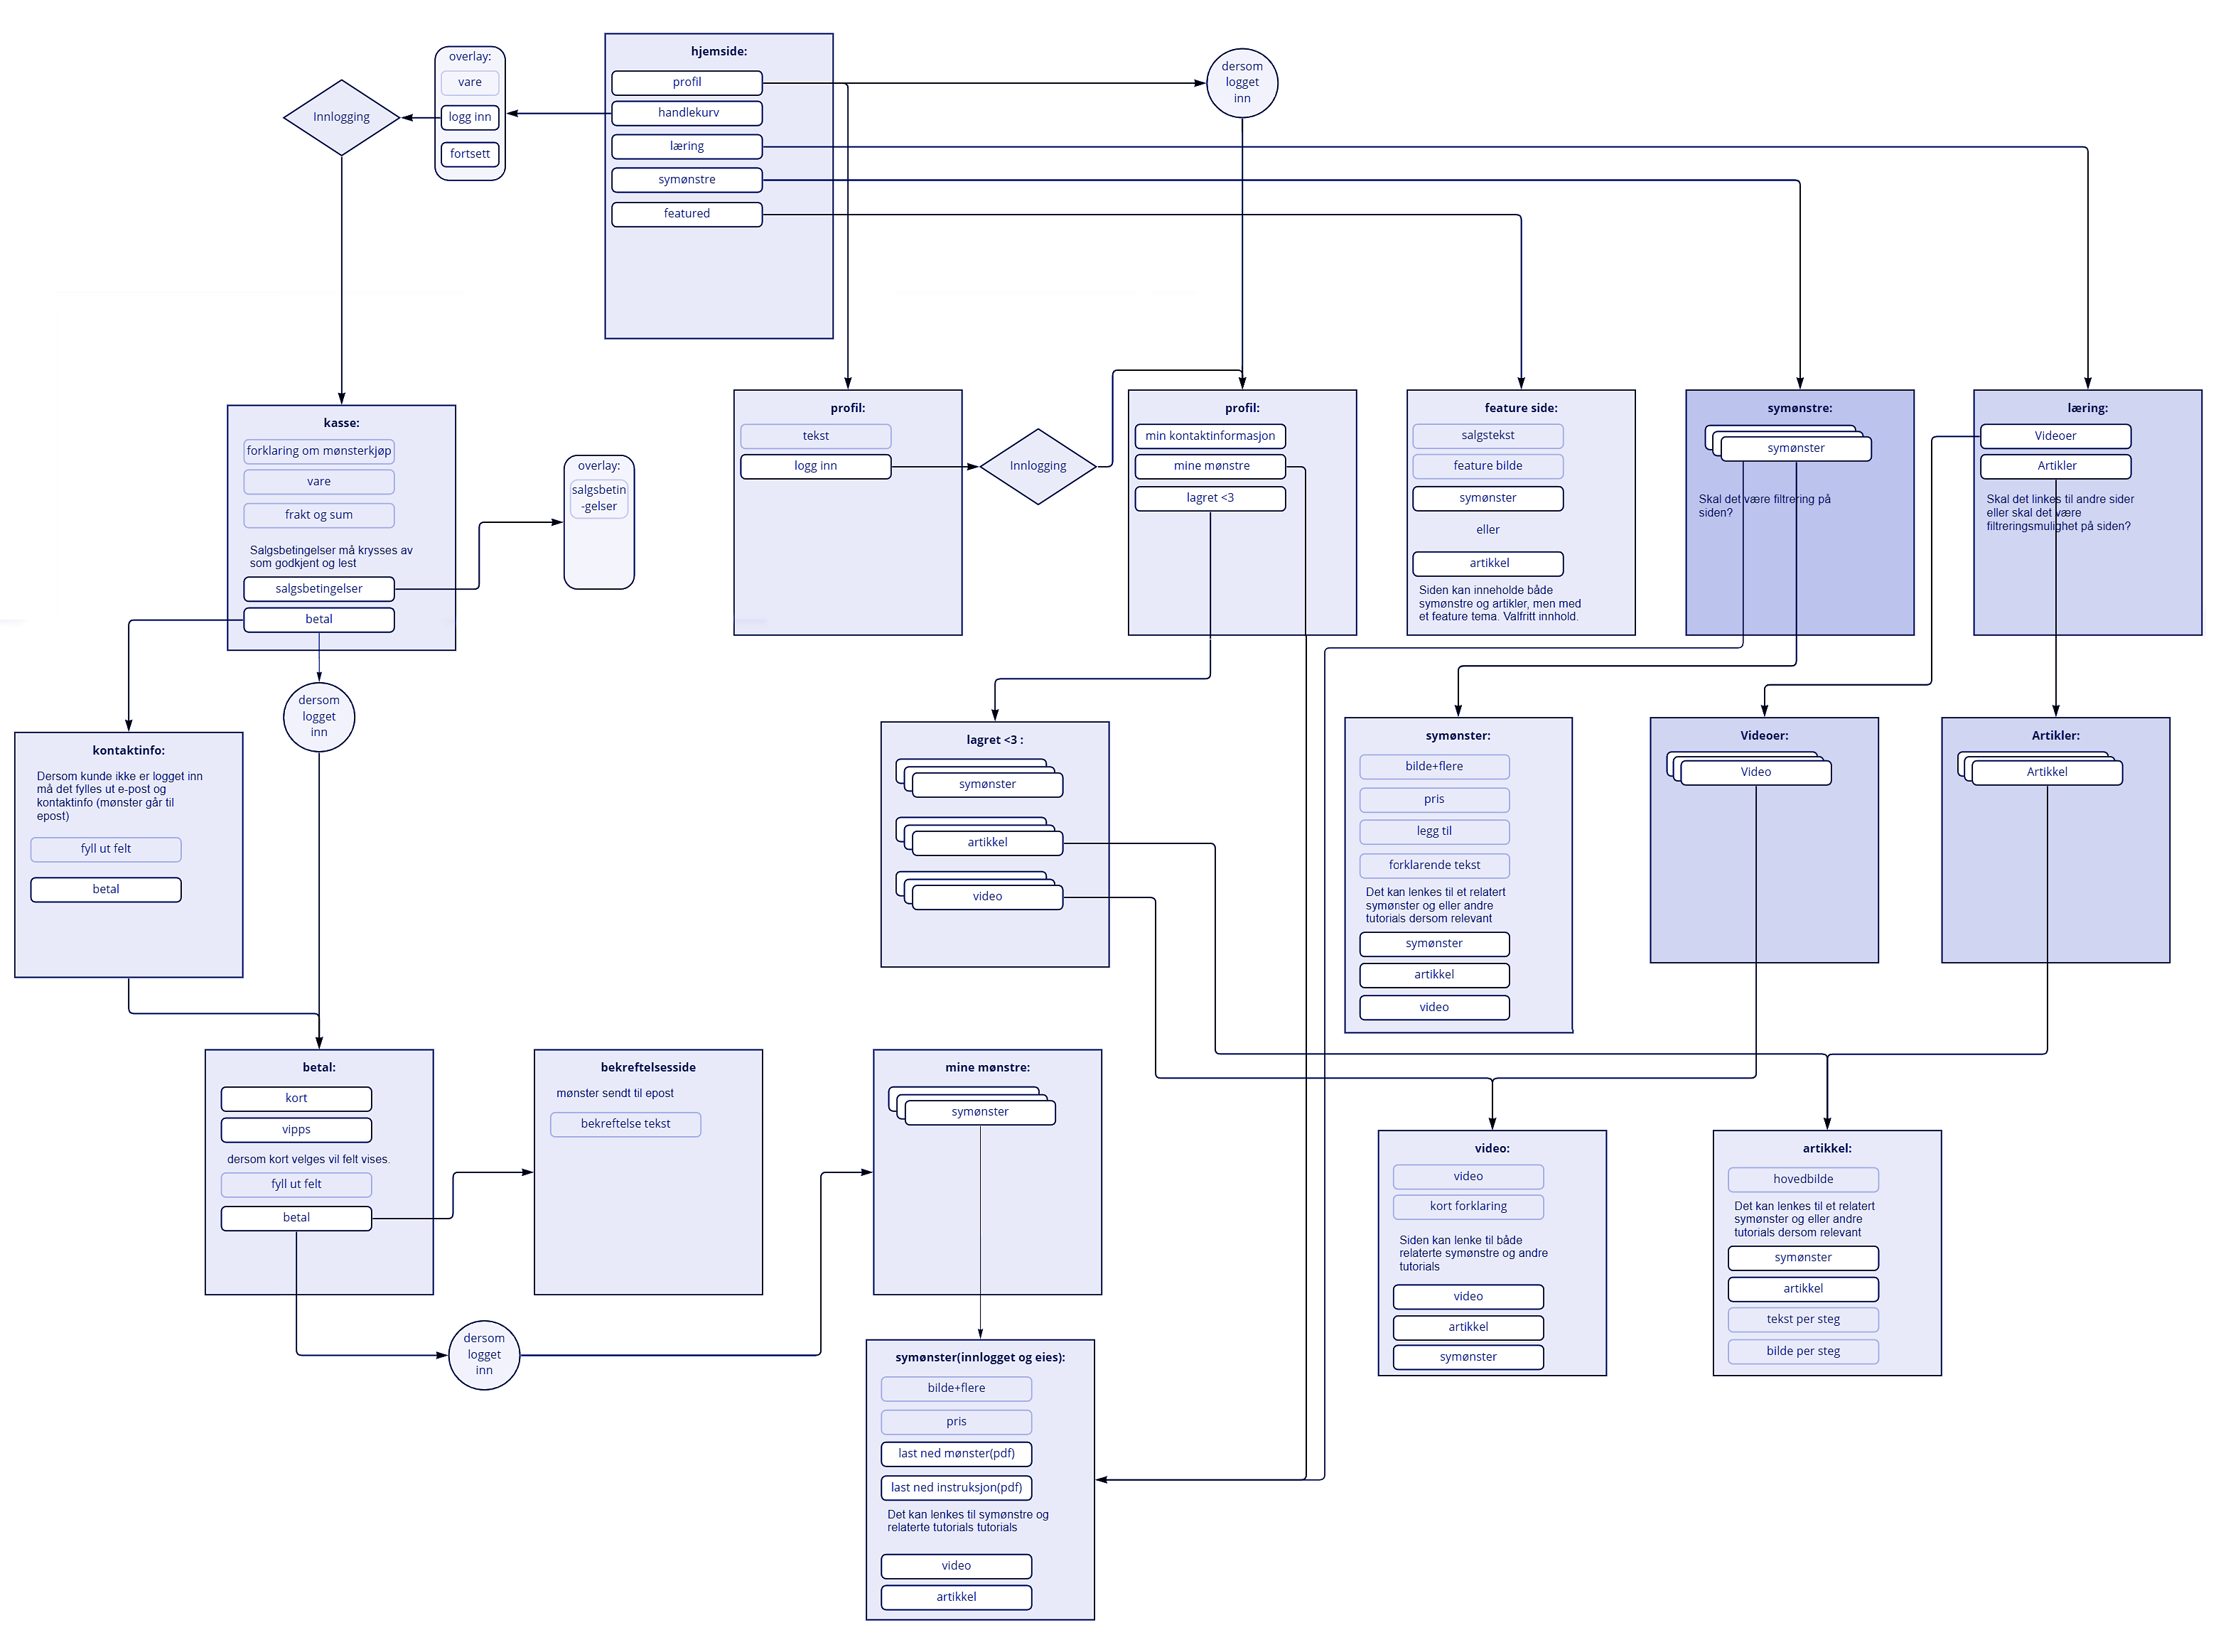 hjemside:
profil
handlekurv
læring
symønstre
featured
overlay:
vare
logg inn
fortsett
Innlogging
dersom
logget
inn
kasse:
forklaring om mønsterkjøp
vare
frakt og sum
Salgsbetingelser må krysses av
som godkjent og lest
salgsbetingelser
betal
overlay:
salgsbetin
-gelser
profil:
tekst
logg inn
Innlogging
profil:
min kontaktinformasjon
mine mønstre
lagret <3
feature side:
salgstekst
feature bilde
symønster
eller
artikkel
Siden kan inneholde både
symønstre og artikler, men med
et feature tema. Valfritt innhold.
symønstre:
symønster
Skal det være filtrering på
siden?
læring:
Videoer
Artikler
Skal det linkes til andre sider
eller skal det være
filtreringsmulighet på siden?
dersom
logget
inn
kontaktinfo:
Dersom kunde ikke er logget inn
må det fylles ut e-post og
kontaktinfo (mønster går til
epost)
fyll ut felt
betal
lagret <3 :
symønster
artikkel
video
symønster:
bilde+flere
pris
legg til
forklarende tekst
Det kan lenkes til et relatert
symønster og eller andre
tutorials dersom relevant
symønster
artikkel
video
Videoer:
Video
Artikler:
Artikkel
betal:
kort
vipps
dersom kort velges vil felt vises.
fyll ut felt
betal
bekreftelsesside
mønster sendt til epost
bekreftelse tekst
mine mønstre:
symønster
video:
video
kort forklaring
Siden kan lenke til både
relaterte symønstre og andre
tutorials
video
artikkel
symønster
artikkel:
hovedbilde
Det kan lenkes til et relatert
symønster og eller andre
tutorials dersom relevant
symønster
artikkel
tekst per steg
bilde per steg
dersom
logget
inn
symønster(innlogget og eies):
bilde+flere
pris
last ned mønster(pdf)
last ned instruksjon(pdf)
Det kan lenkes til symønstre og
relaterte tutorials tutorials
video
artikkel